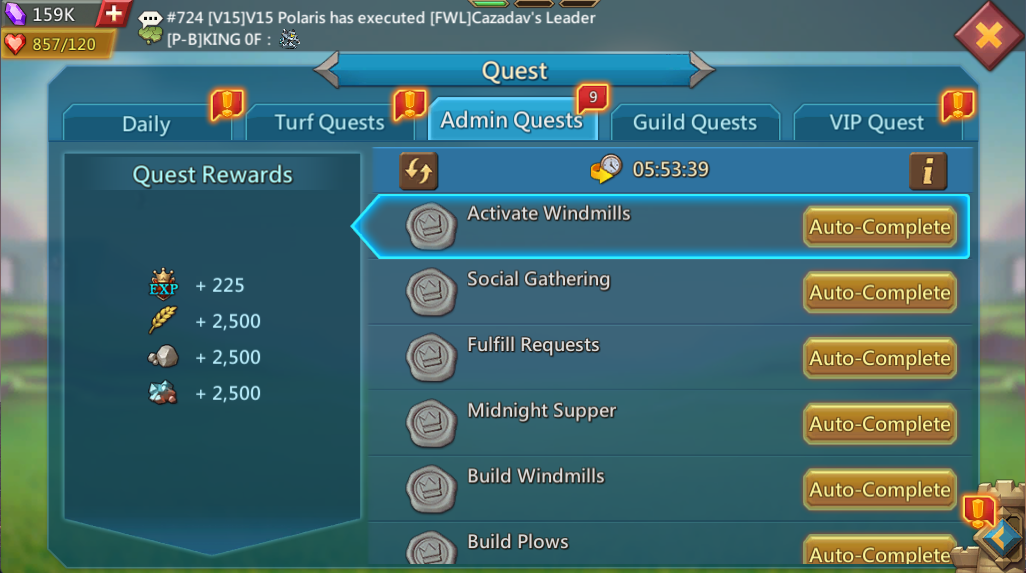 159K
#724 [V15]V15 Polaris has executed [FWL]Cazadav's Leader
857/120
[P-B]KING 0F :
Quest
Daily
Turf Quests
Admin Quests
9
Guild Quests
VIP Quest
Quest Rewards
05:53:39
i
Activate Windmills
Auto-Complete
Social Gathering
Auto-Complete
EXP + 225
+ 2,500
Fulfill Requests
Auto-Complete
+ 2,500
+ 2,500
Midnight Supper
Auto-Complete
Build Windmills
Auto-Complete
Build Plows
Auto-Complete